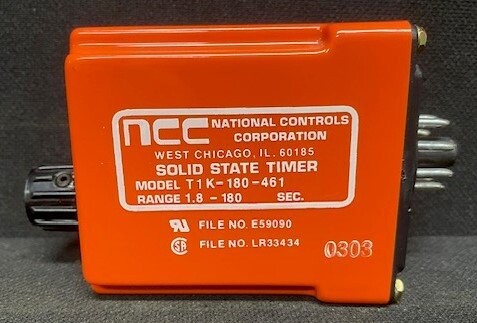 ncc NATIONAL CONTROLS
CORPORATION
WEST CHICAGO, IL. 60185
SOLID STATE TIMER
MODEL T1K-180-461
RANGE 1.8 - 180 SEC.
FILE NO. E59090
FILE NO. LR33434
0303